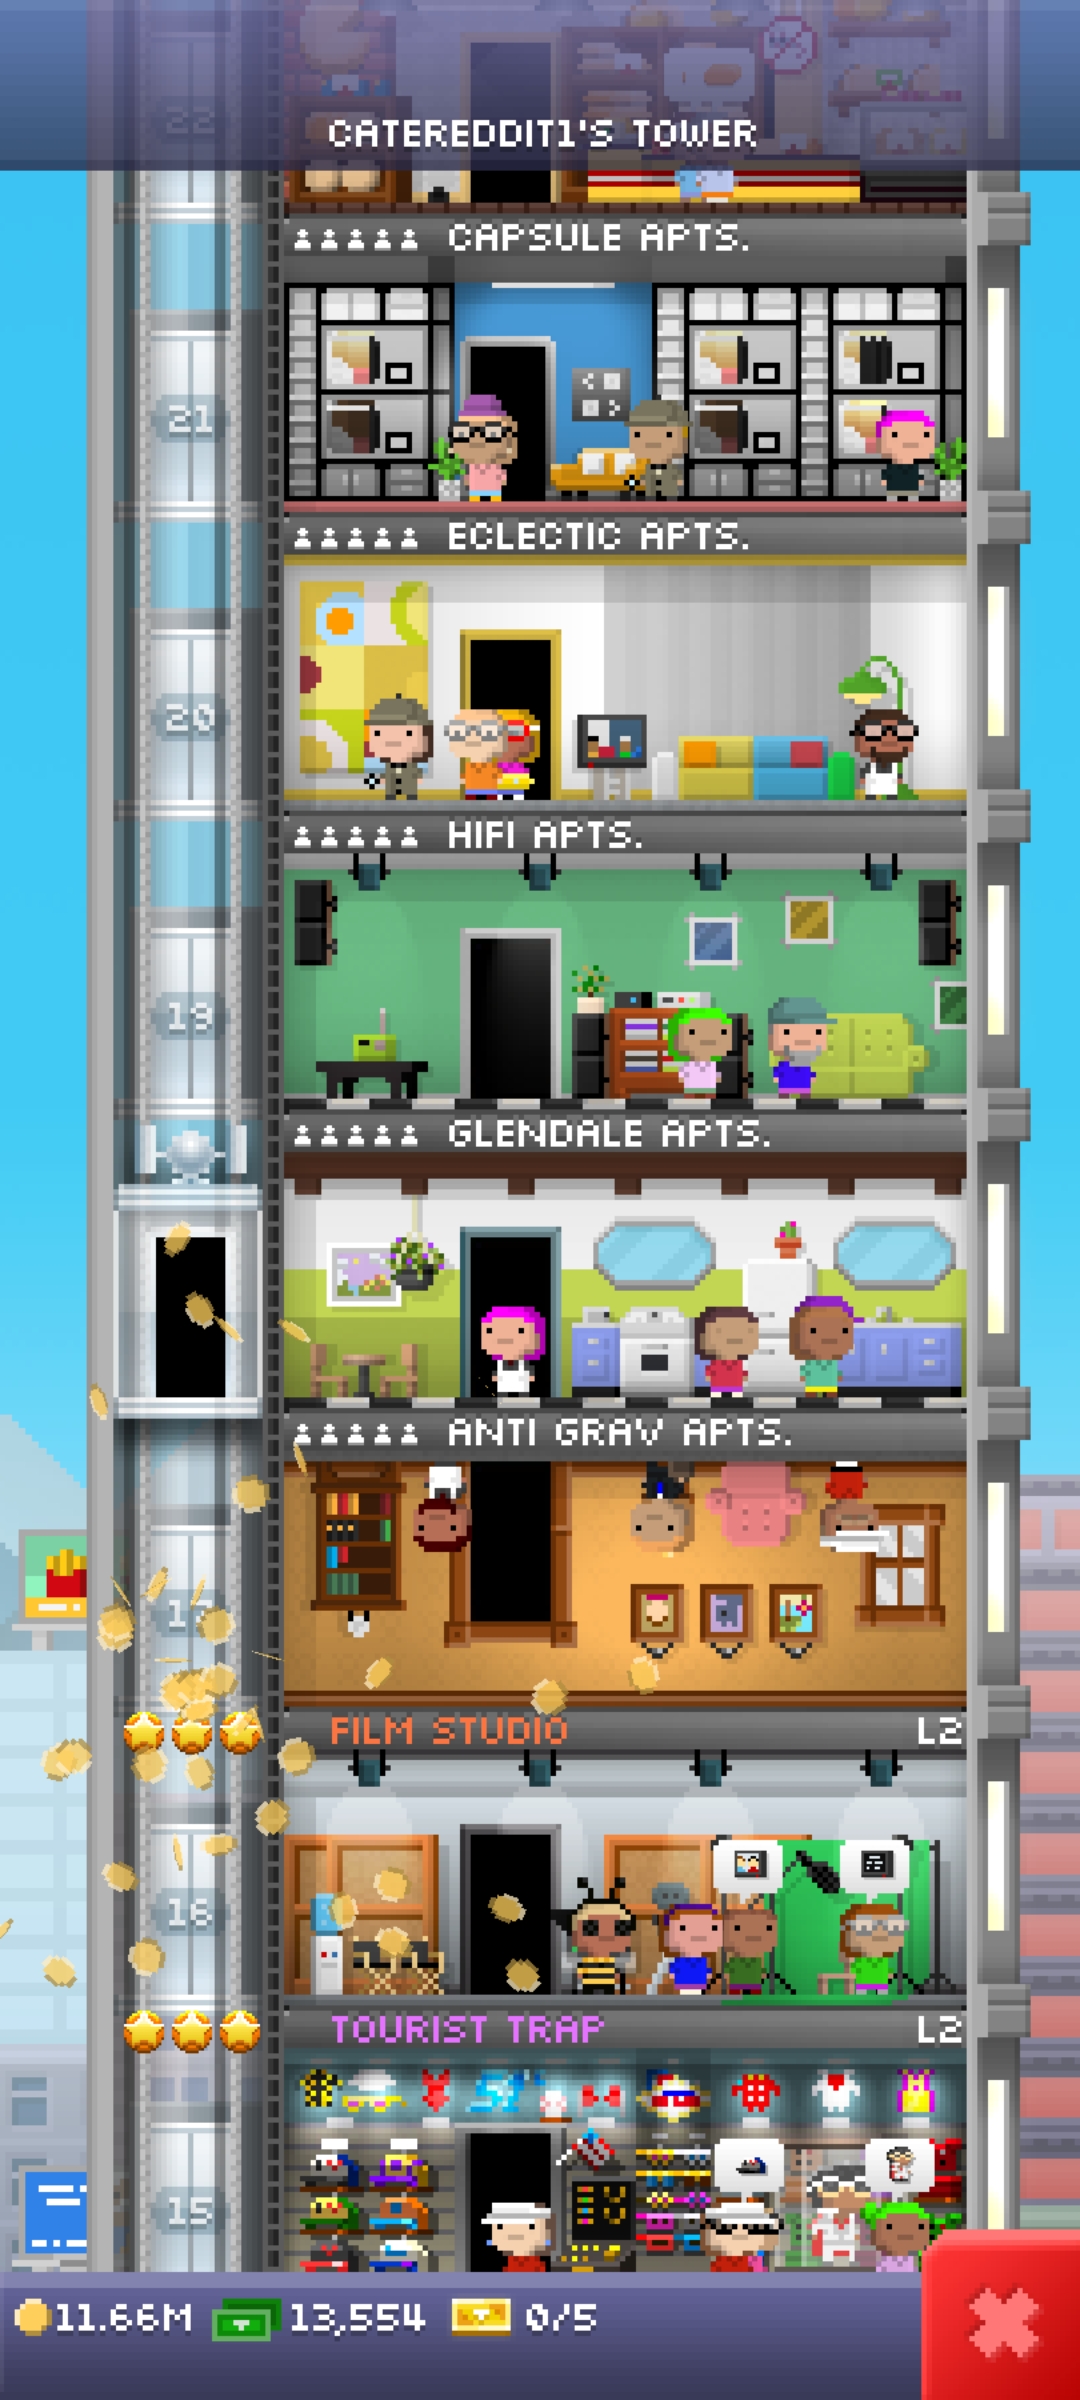 22
CATEREDDIT1'S TOWER
CAPSULE APTS.
21
ECLECTIC APTS.
20
HIFI APTS.
19
GLENDALE APTS.
ANTI GRAV APTS.
17
FILM STUDIO L2
16
TOURIST TRAP L2
15
11.66M 13,554 0/5